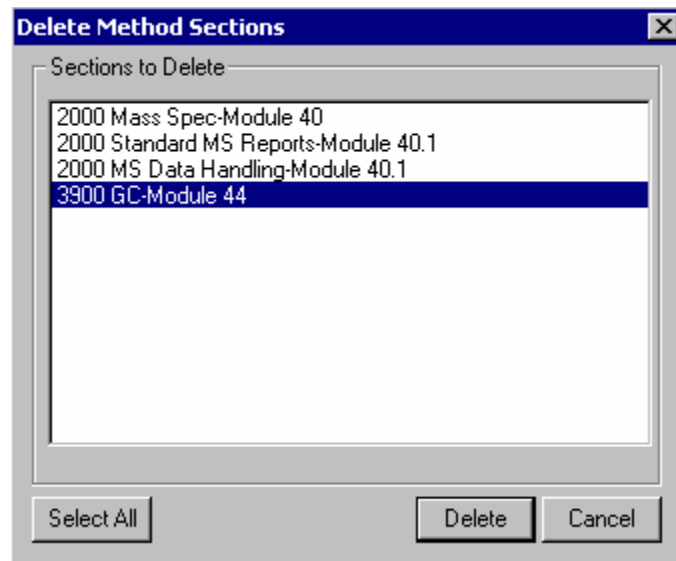 Delete Method Sections
Sections to Delete
2000 Mass Spec-Module 40
2000 Standard MS Reports-Module 40.1
2000 MS Data Handling-Module 40.1
3900 GC-Module 44
Select All
Delete
Cancel